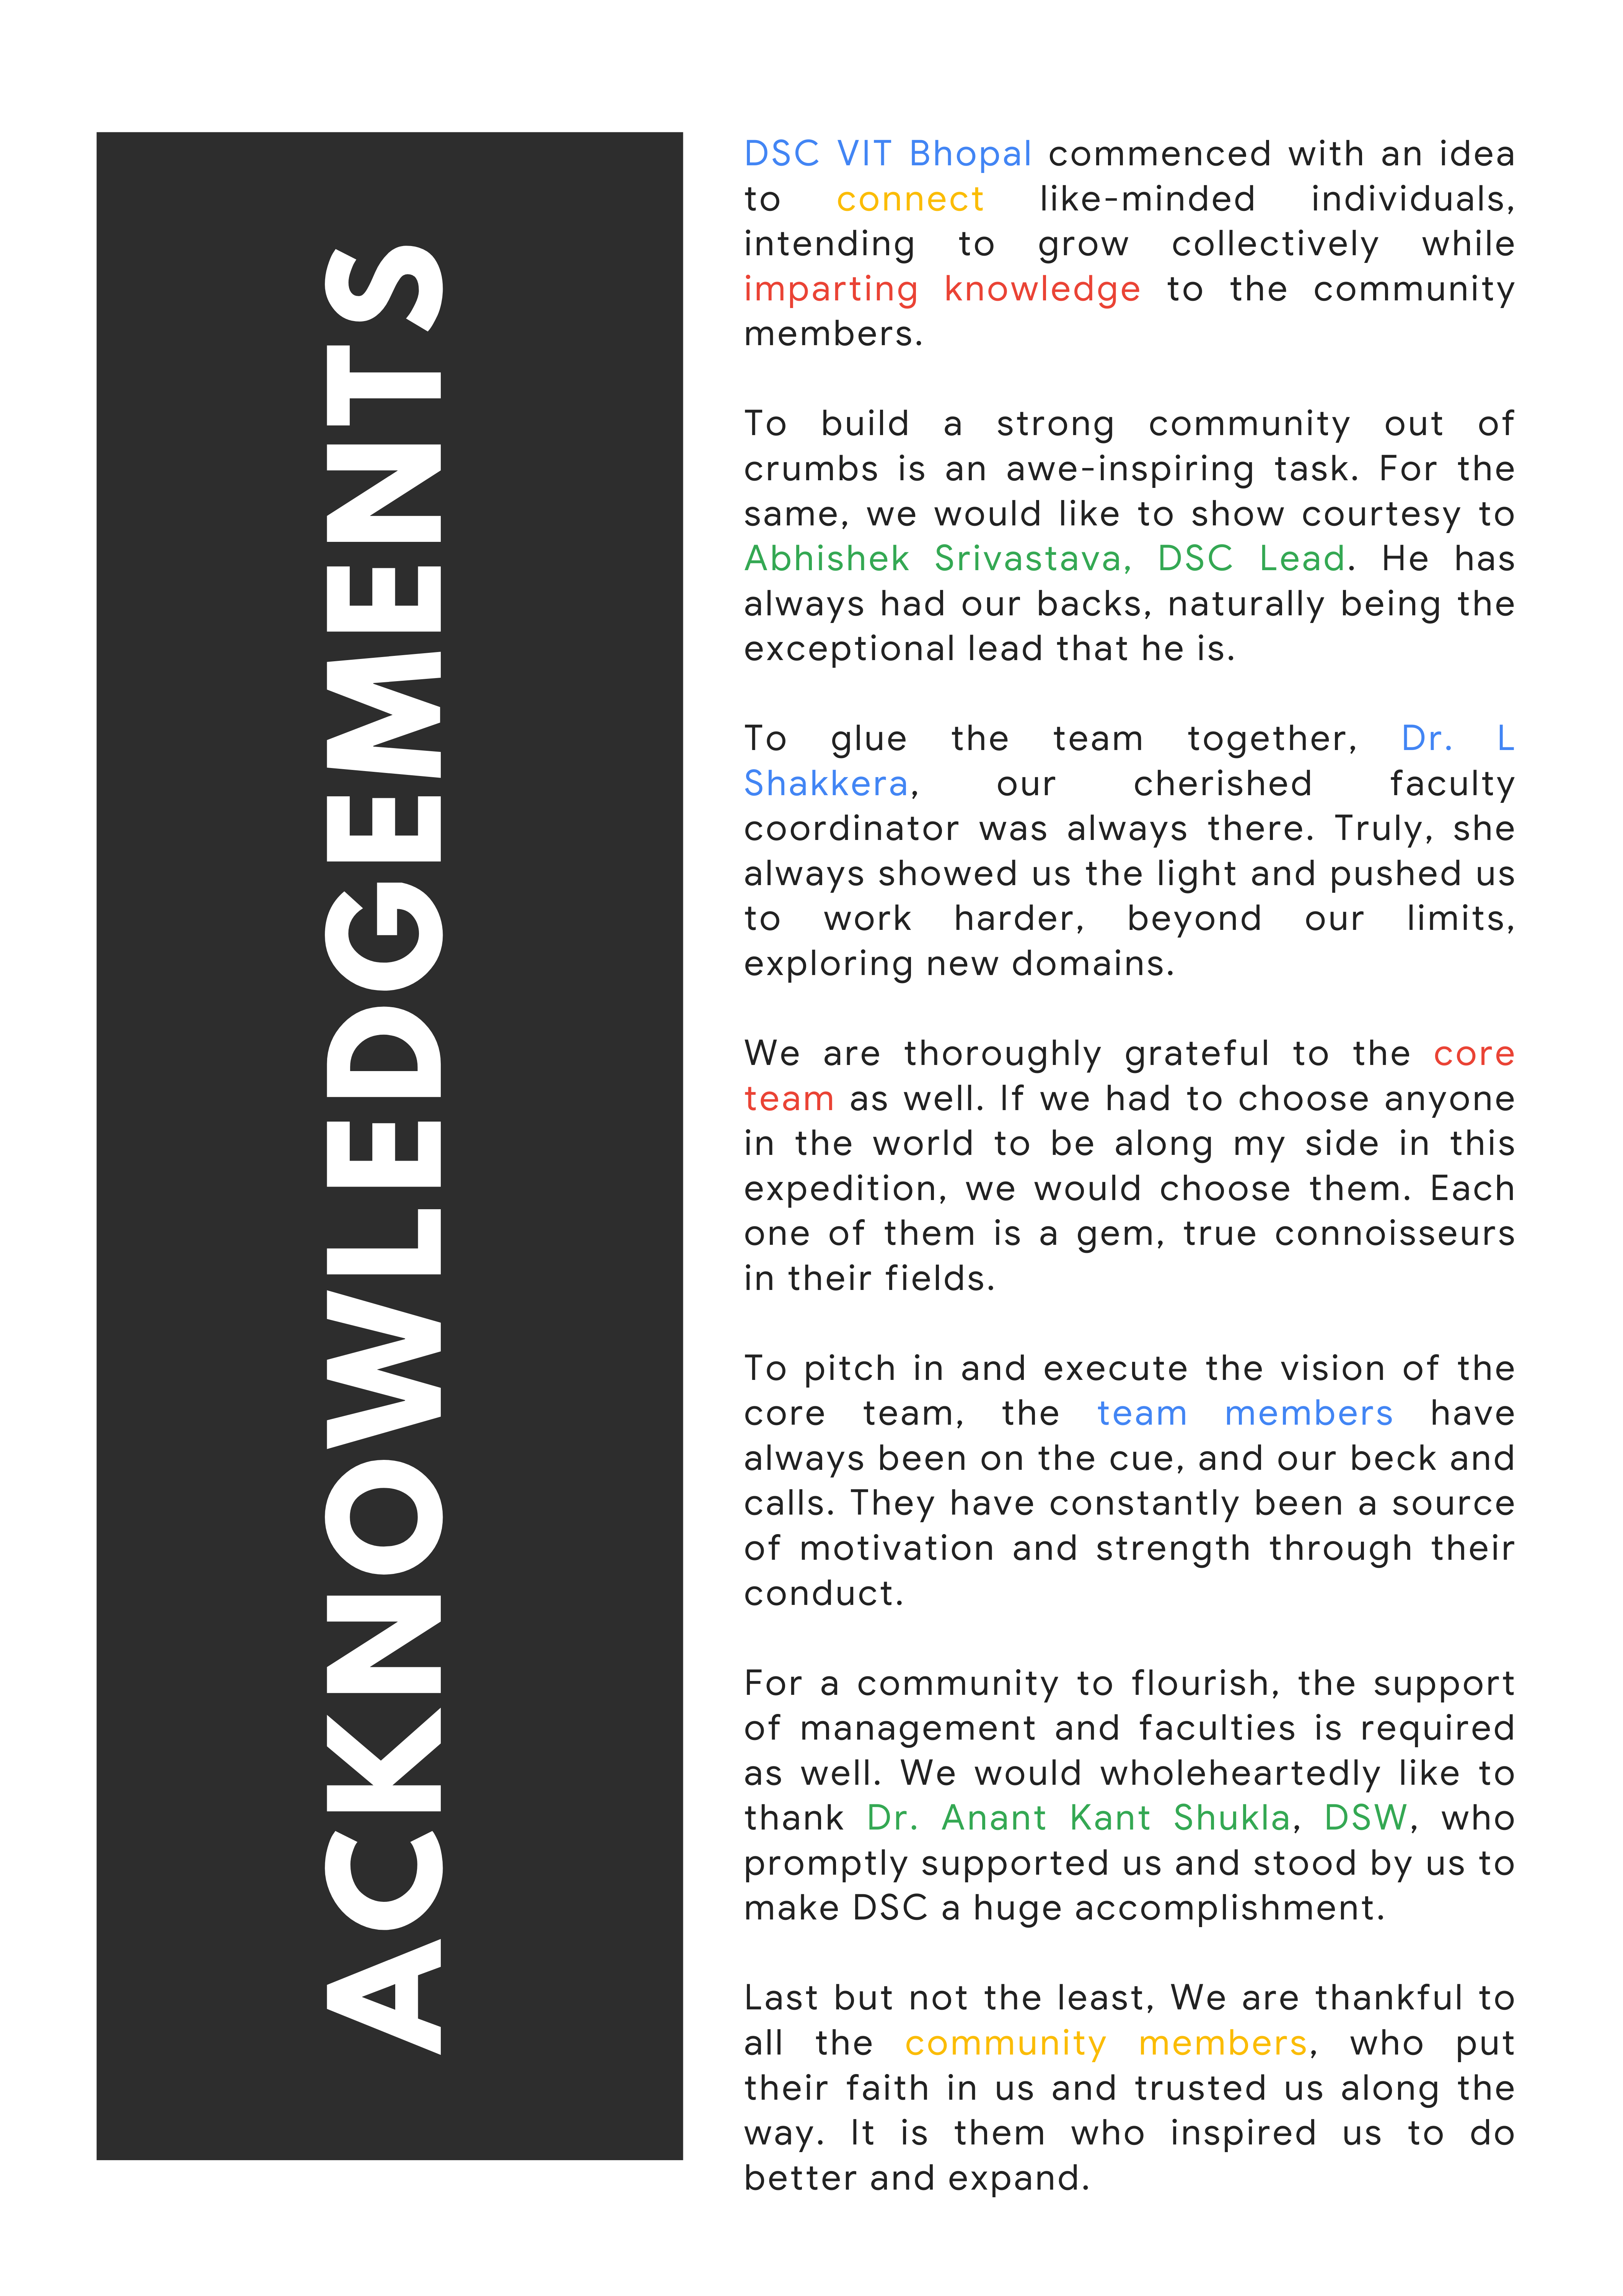 ACKNOWLEDGEMENTS
DSC VIT Bhopal commenced with an idea
to connect like-minded individuals,
intending to grow collectively while
imparting knowledge to the community
members.
To build a strong community out of
crumbs is an awe-inspiring task. For the
same, we would like to show courtesy to
Abhishek Srivastava, DSC Lead. He has
always had our backs, naturally being the
exceptional lead that he is.
To glue the team together, Dr. L
Shakkera, our cherished faculty
coordinator was always there. Truly, she
always showed us the light and pushed us
to work harder, beyond our limits,
exploring new domains.
We are thoroughly grateful to the core
team as well. If we had to choose anyone
in the world to be along my side in this
expedition, we would choose them. Each
one of them is a gem, true connoisseurs
in their fields.
To pitch in and execute the vision of the
core team, the team members have
always been on the cue, and our beck and
calls. They have constantly been a source
of motivation and strength through their
conduct.
For a community to flourish, the support
of management and faculties is required
as well. We would wholeheartedly like to
thank Dr. Anant Kant Shukla, DSW, who
promptly supported us and stood by us to
make DSC a huge accomplishment.
Last but not the least, We are thankful to
all the community members, who put
their faith in us and trusted us along the
way. It is them who inspired us to do
better and expand.